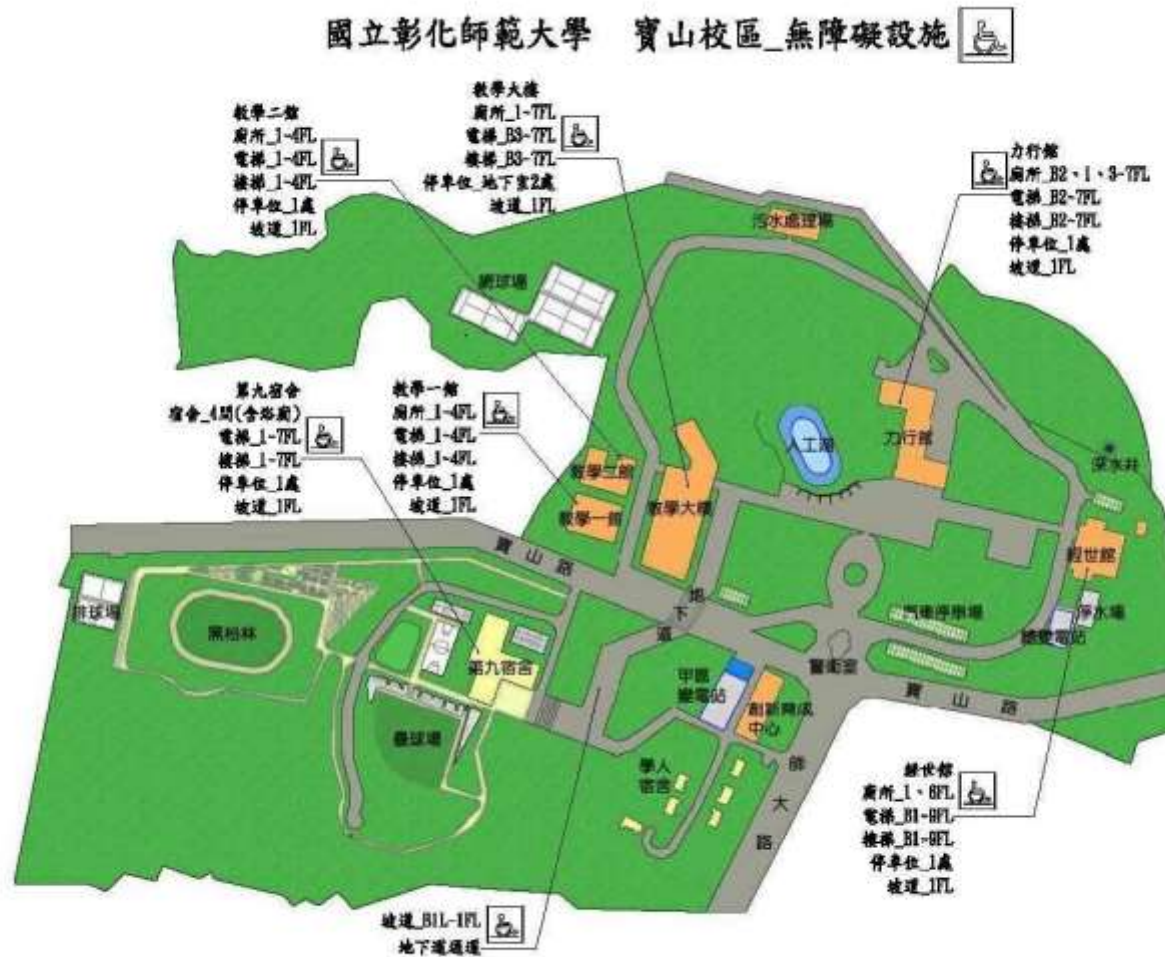 國立彰化師範大學 寶山校區_無障礙設施
教學二館
廁所_1-4FL
電梯_1-4FL
樓梯_1-4FL
停車位_1處
坡道_1FL
教學大樓
廁所_1-7FL
電梯_B3-7FL
樓梯_B3-7FL
停車位_地下室2處
坡道_1FL
力行館
廁所_B2、1、3-7FL
電梯_B2-7FL
樓梯_B2-7FL
停車位_1處
坡道_1FL
污水處理場
網球場
第九宿舍
宿舍_4間(含浴廁)
電梯_1-7FL
樓梯_1-7FL
停車位_1處
坡道_1FL
教學一館
廁所_1-4FL
電梯_1-4FL
樓梯_1-4FL
停車位_1處
坡道_1FL
人工湖
力行館
深水井
教學二館
教學一館
教學大樓
寶山路
地下道
經世館
排球場
黑松林
第九宿舍
壘球場
汽車停車場
淨水場
總變電站
警衛室
甲區
變電站
創新育成
中心
寶山路
學人
宿舍
師大路
經世館
廁所_1、6FL
電梯_B1-9FL
樓梯_B1-9FL
停車位_1處
坡道_1FL
坡道_B1L-1FL
地下道通道